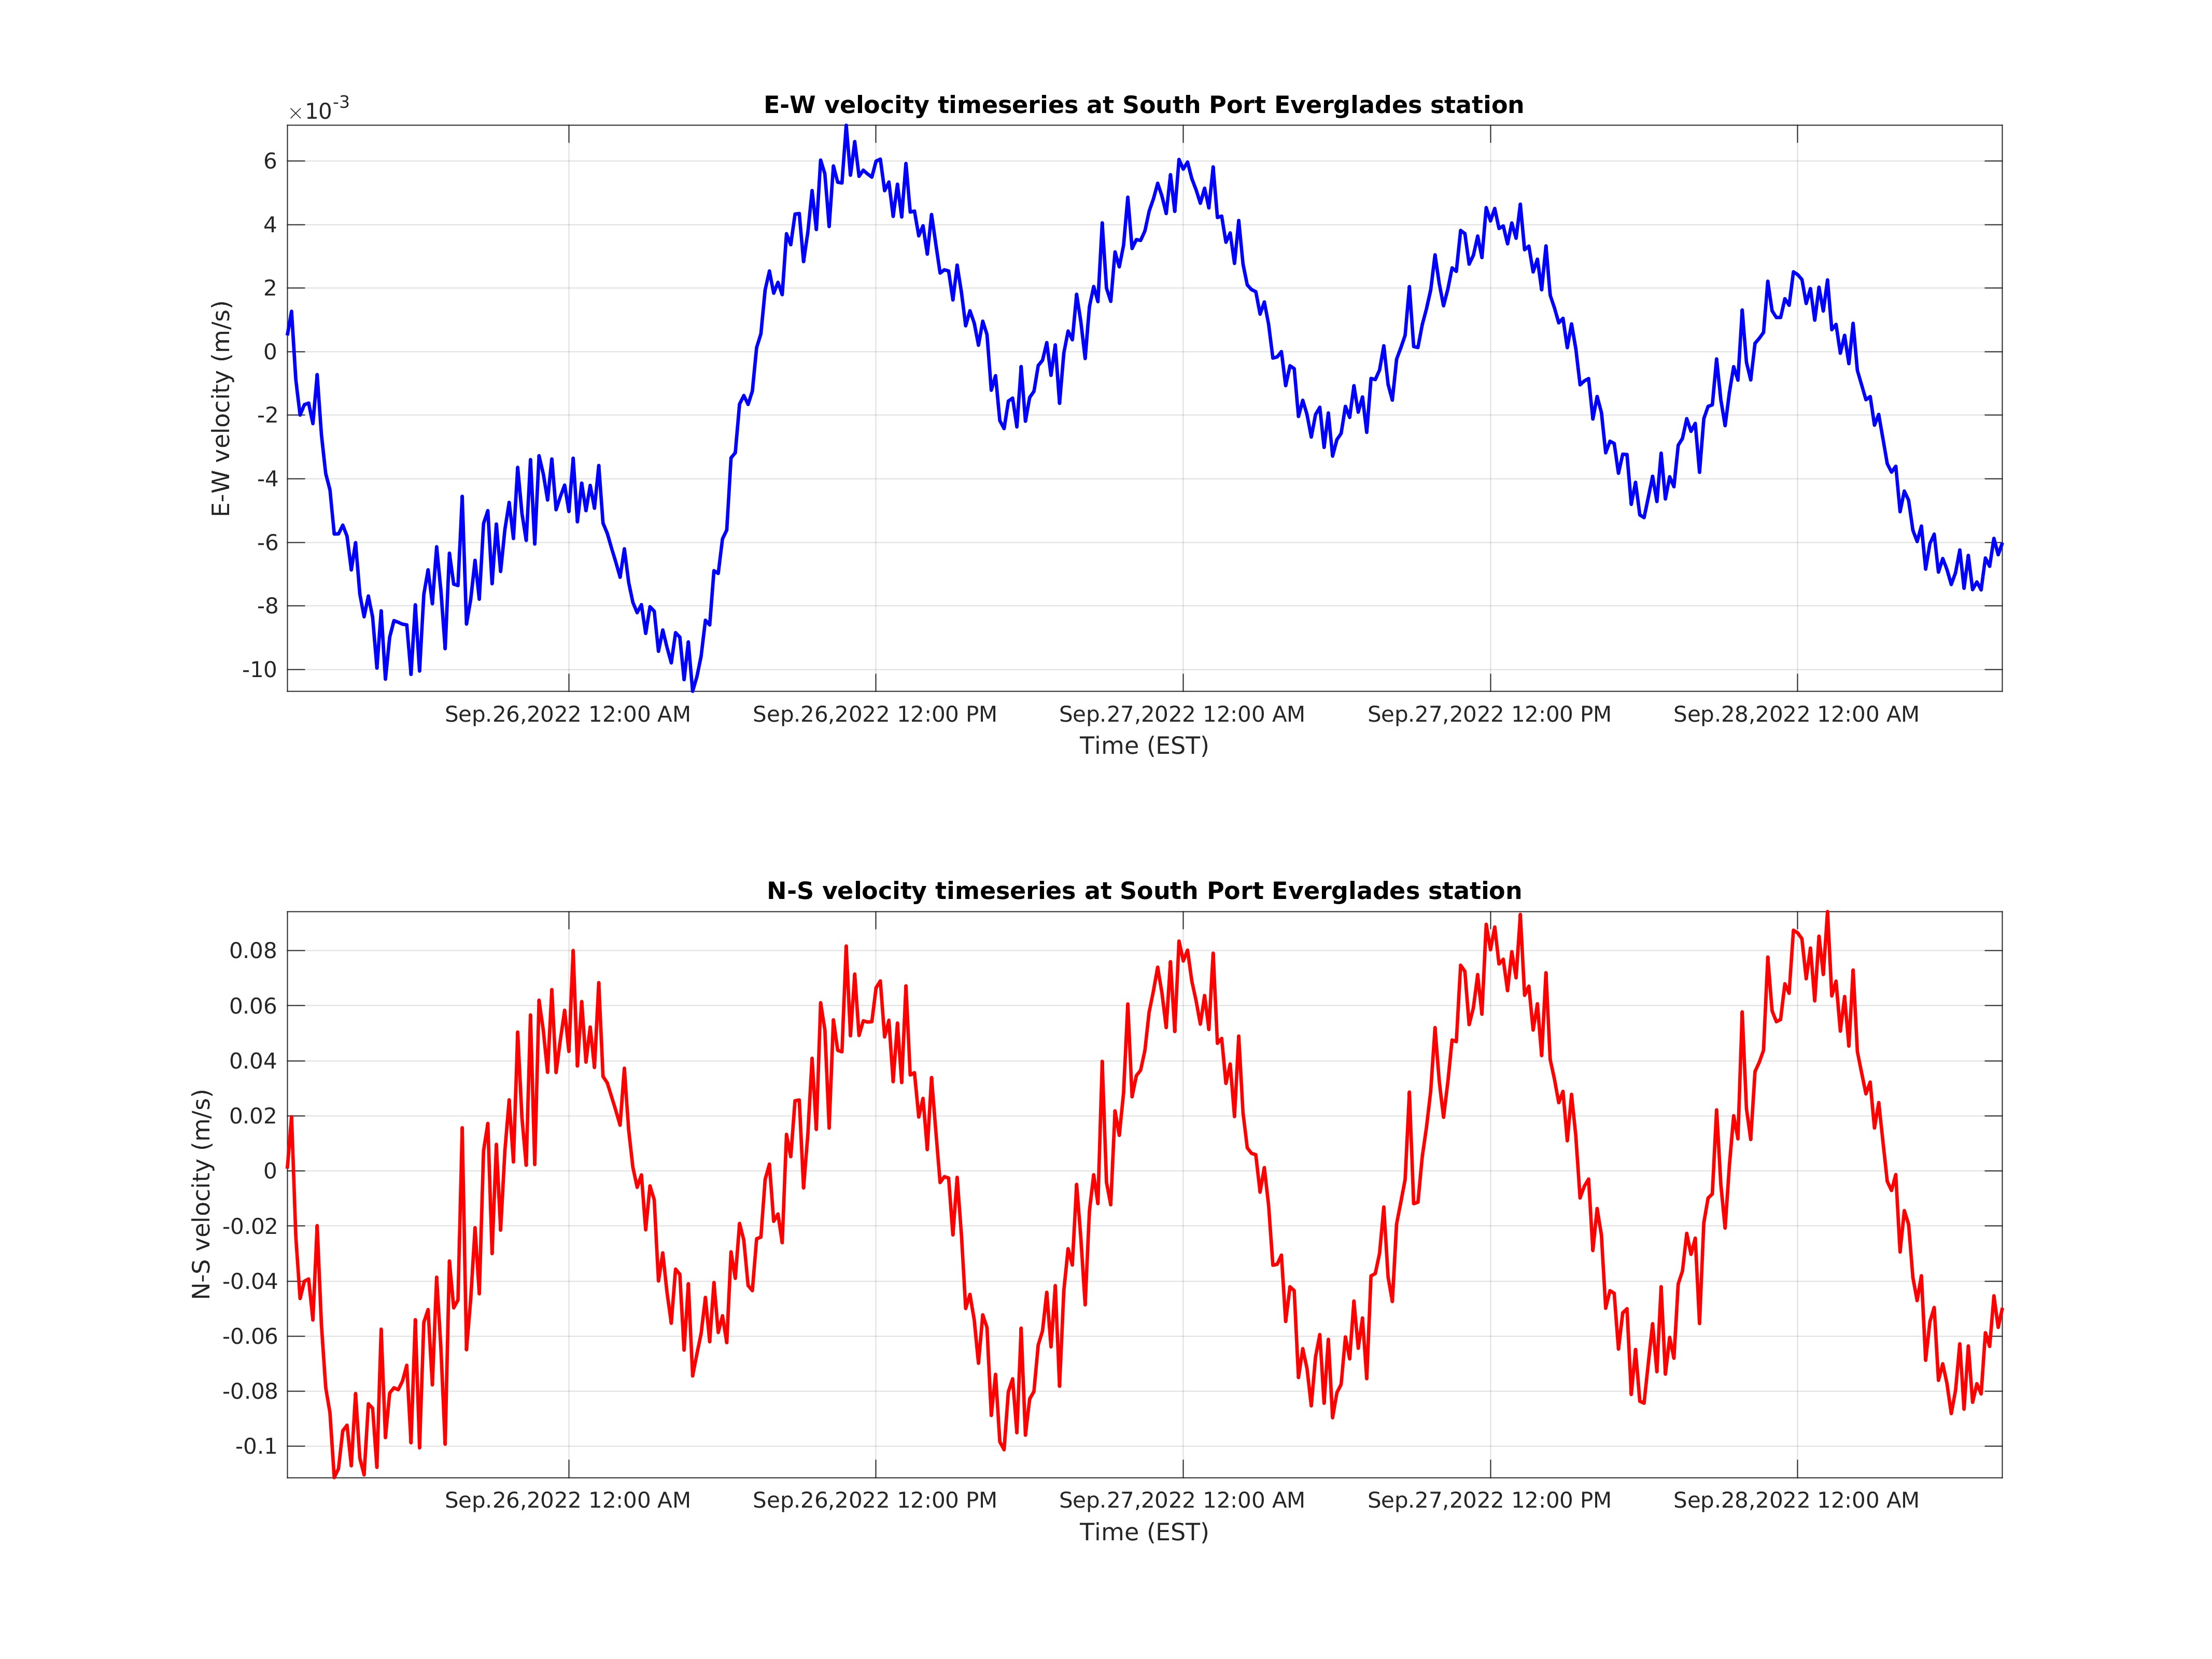 ×10-3
E-W velocity timeseries at South Port Everglades station
6
4
2
0
-2
-4
-6
-8
-10
E-W velocity (m/s)
Sep.26,2022 12:00 AM Sep.26,2022 12:00 PM Sep.27,2022 12:00 AM Sep.27,2022 12:00 PM Sep.28,2022 12:00 AM
Time (EST)
N-S velocity timeseries at South Port Everglades station
0.08
0.06
0.04
0.02
0
-0.02
-0.04
-0.06
-0.08
-0.1
N-S velocity (m/s)
Sep.26,2022 12:00 AM Sep.26,2022 12:00 PM Sep.27,2022 12:00 AM Sep.27,2022 12:00 PM Sep.28,2022 12:00 AM
Time (EST)